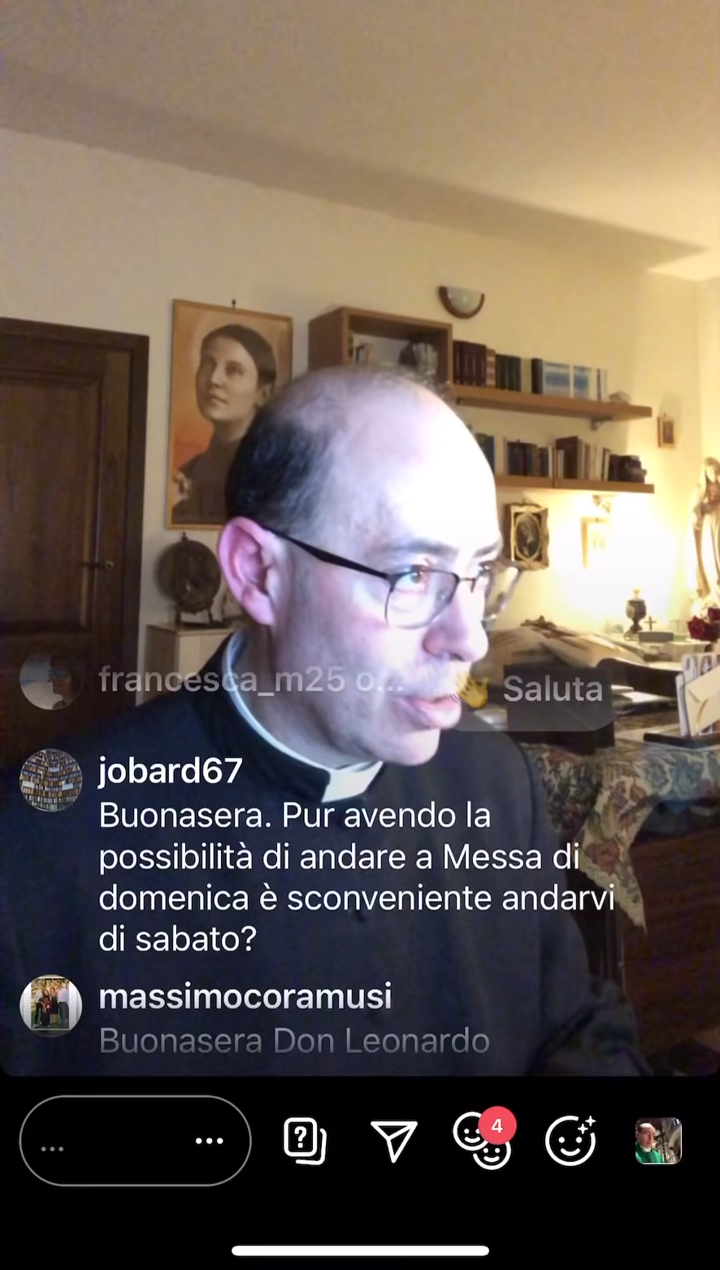 francesca_m25 o...
Saluta
jobard67
Buonasera. Pur avendo la
possibilità di andare a Messa di
domenica è sconveniente andarvi
di sabato?
massimocoramusi
Buonasera Don Leonardo
...
4